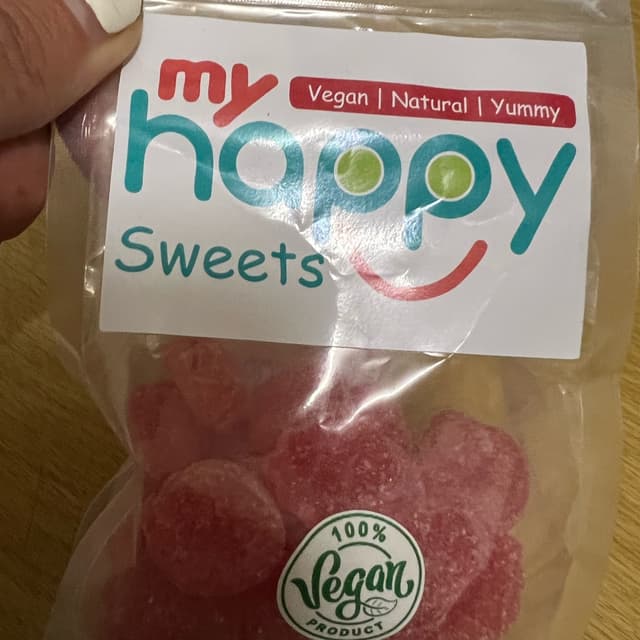 my
Vegan | Natural | Yummy
happy
Sweets
100%
Vegan
PRODUCT